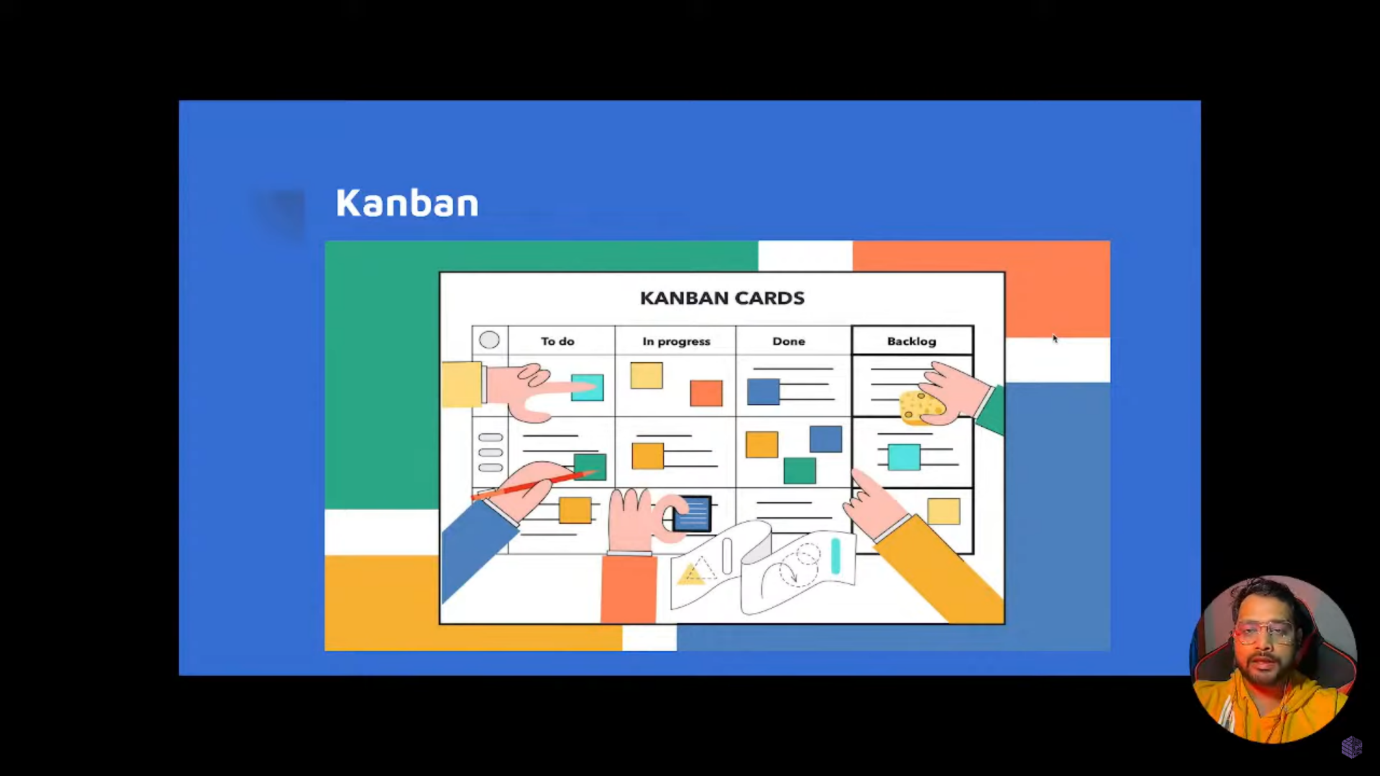 Kanban
KANBAN CARDS
To do In progress Done Backlog